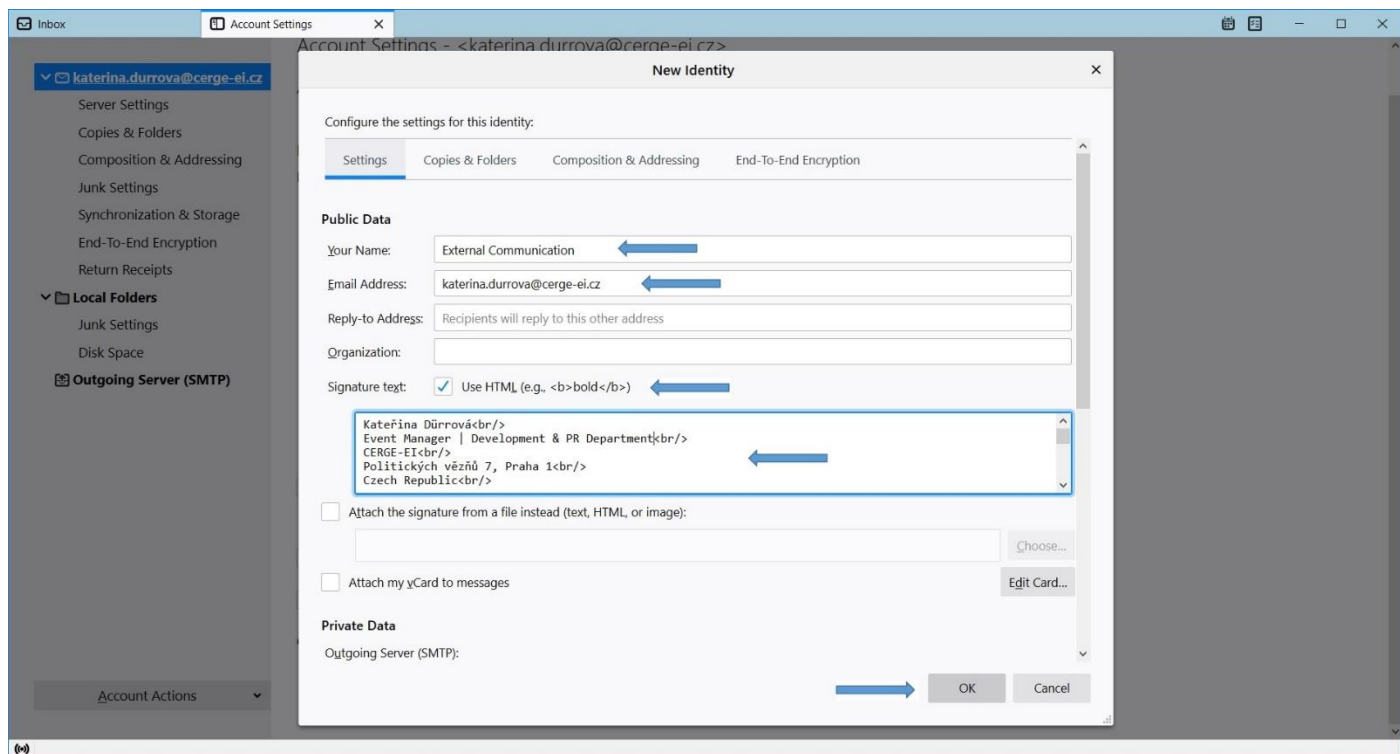 Inbox
Account Settings
Account Settings - <katerina.durrova@cerge-ei.cz>
katerina.durrova@cerge-ei.cz
Server Settings
Copies & Folders
Composition & Addressing
Junk Settings
Synchronization & Storage
End-To-End Encryption
Return Receipts
Local Folders
Junk Settings
Disk Space
Outgoing Server (SMTP)
Account Actions
New Identity
Configure the settings for this identity:
Settings Copies & Folders Composition & Addressing End-To-End Encryption
Public Data
Your Name: External Communication
Email Address: katerina.durrova@cerge-ei.cz
Reply-to Address: Recipients will reply to this other address
Organization:
Signature text: Use HTML (e.g., <b>bold</b>)
Kateřina Dürrová<br/>
Event Manager | Development & PR Department<br/>
CERGE-EI<br/>
Politických vězňů 7, Praha 1<br/>
Czech Republic<br/>
Attach the signature from a file instead (text, HTML, or image):
Choose...
Attach my vCard to messages Edit Card...
Private Data
Outgoing Server (SMTP):
OK Cancel